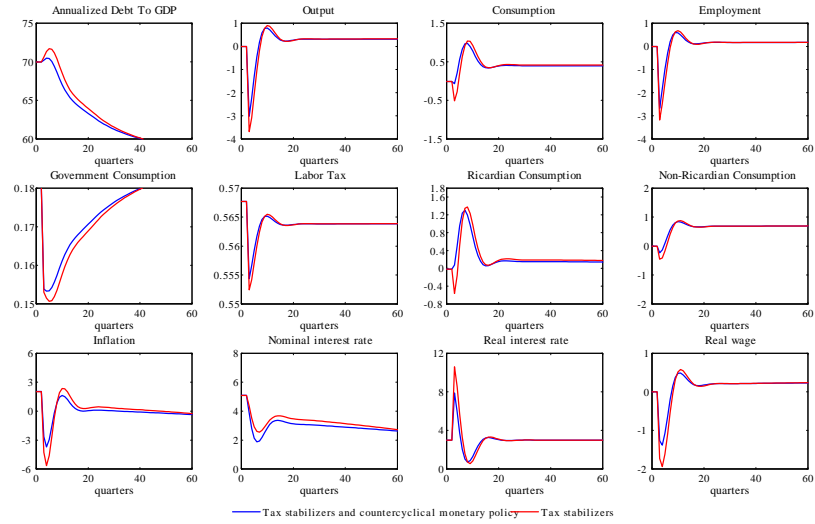 Annualized Debt To GDP
Output
Consumption
Employment
75
70
65
60
0 20 40 60
quarters
1
0
-1
-2
-3
-4
0 20 40 60
quarters
1.5
0.5
-0.5
-1.5
0 20 40 60
quarters
1
0
-1
-2
-3
-4
0 20 40 60
quarters
Government Consumption
Labor Tax
Ricardian Consumption
Non-Ricardian Consumption
0.18
0.17
0.16
0.15
0 20 40 60
quarters
0.57
0.565
0.56
0.555
0.55
0 20 40 60
quarters
1.8
1.2
0.6
0
-0.8
0 20 40 60
quarters
2
1
0
-1
-2
0 20 40 60
quarters
Inflation
Nominal interest rate
Real interest rate
Real wage
6
3
0
-3
-6
0 20 40 60
quarters
8
6
4
2
0
0 20 40 60
quarters
12
9
6
3
0
0 20 40 60
quarters
1
0
-1
-2
0 20 40 60
quarters
Tax stabilizers and countercyclical monetary policy
Tax stabilizers